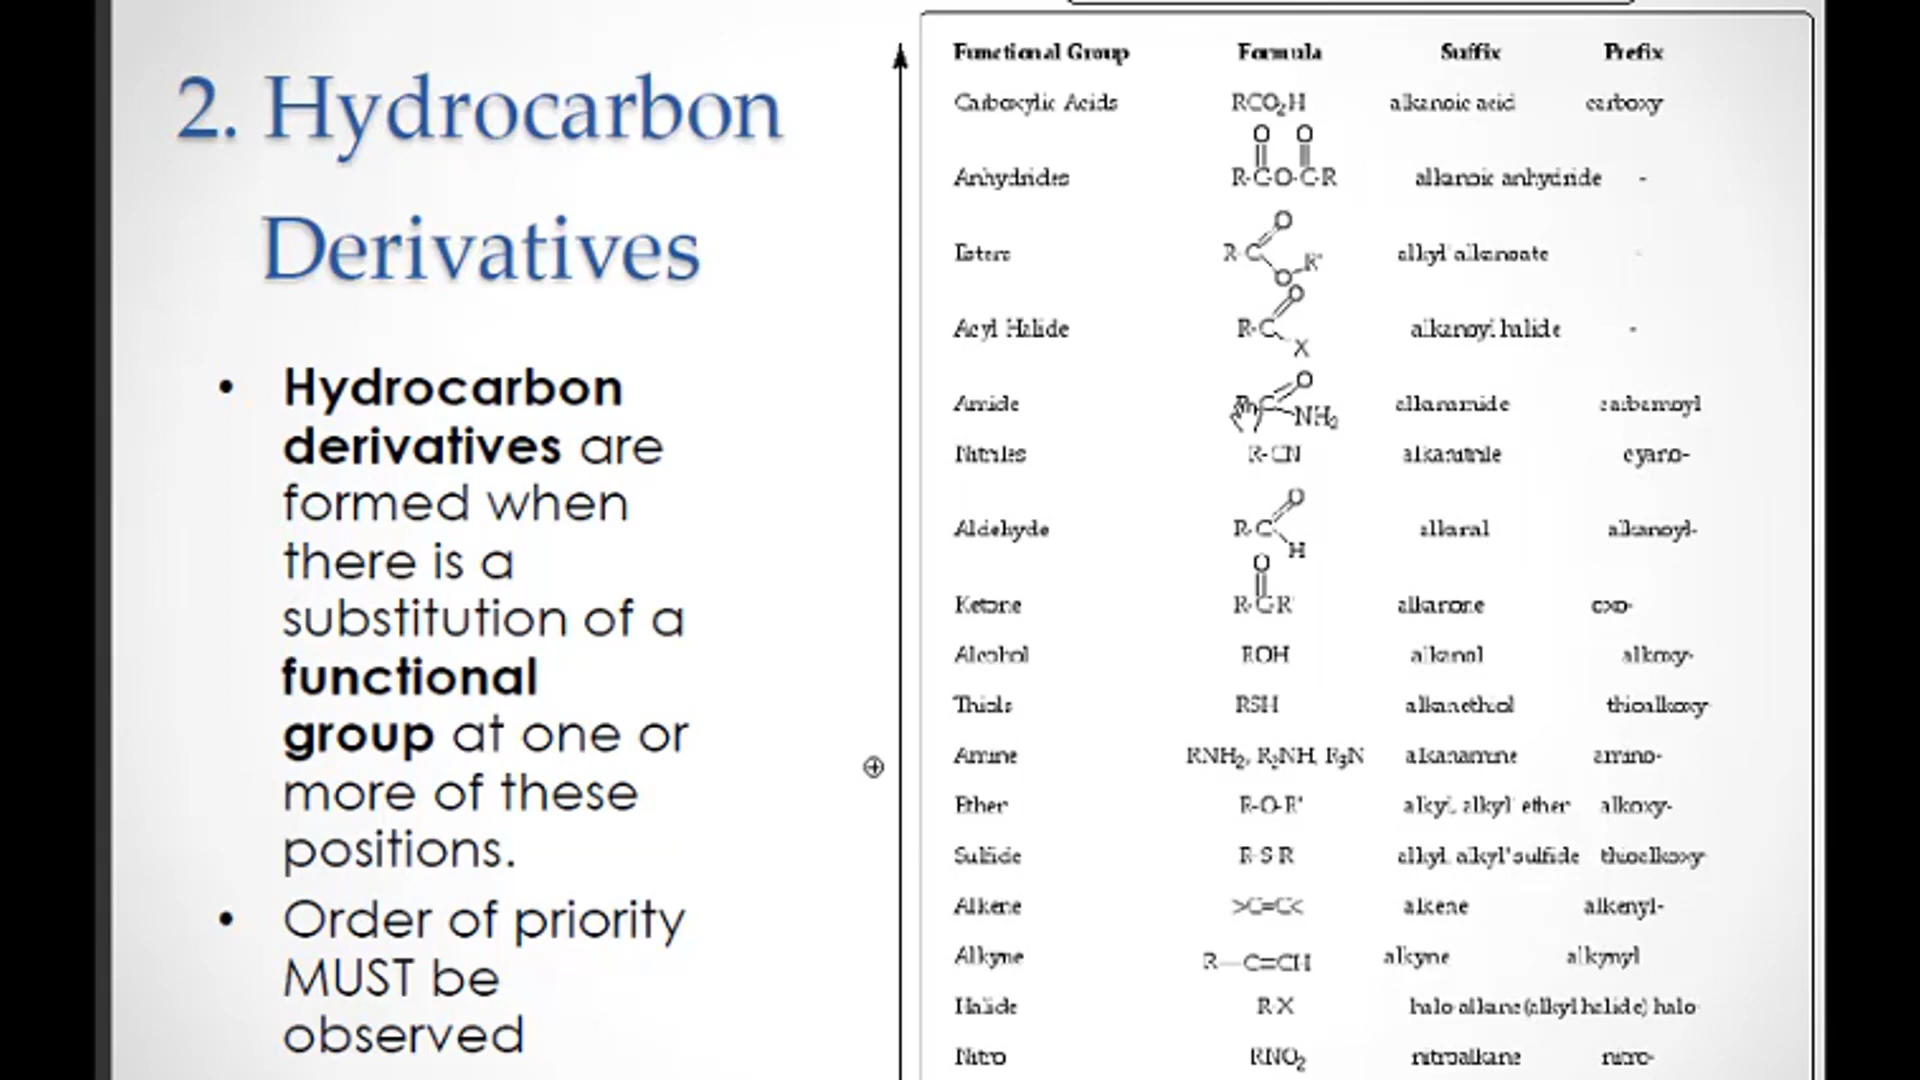 2. Hydrocarbon
Derivatives
• Hydrocarbon
derivatives are
formed when
there is a
substitution of a
functional
group at one or
more of these
positions.
• Order of priority
MUST be
observed
Functional Group Formula Suffix Prefix
Carboxylic Acids RCO₂H alkanoic acid carboxy
O O
Anhydrides R-C-O-C-R alkanoic anhydride -
O
Esters R-C alkyl' alkanoate -
O-R'
O
Acyl Halide R-C alkanoyl halide -
X
O
Amide C alkanamide carbamoyl
NH₂
Nitriles R-CN alkanitrile cyano-
O
Aldehyde R-C alkanal alkanoyl-
H
O
Ketone R-C-R' alkanone oxo-
Alcohol ROH alkanol alkoxy-
Thiols RSH alkanethiol thioalkoxy-
Amine RNH₂, R₂NH, R₃N alkanamine amino-
Ether R-O-R' alkyl, alkyl' ether alkoxy-
Sulfide R-S-R alkyl, alkyl' sulfide thioalkoxy-
Alkene >C=C< alkene alkenyl-
Alkyne R—C≡CH alkyne alkynyl
Halide R-X halo alkane (alkyl halide) halo-
Nitro RNO₂ nitroalkane nitro-